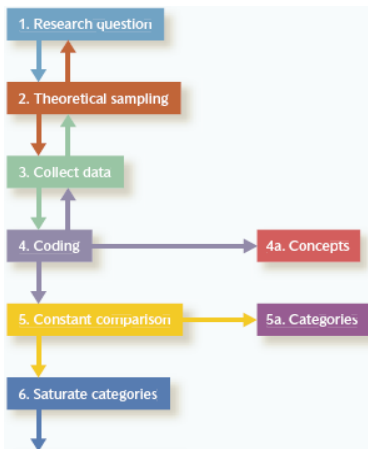 1. Research question
2. Theoretical sampling
3. Collect data
4. Coding
4a. Concepts
5. Constant comparison
5a. Categories
6. Saturate categories